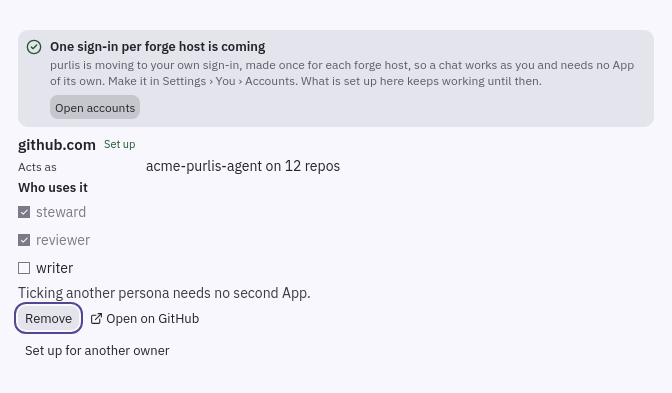 One sign-in per forge host is coming
purlis is moving to your own sign-in, made once for each forge host, so a chat works as you and needs no App
of its own. Make it in Settings › You › Accounts. What is set up here keeps working until then.
Open accounts
github.com Set up
Acts as acme-purlis-agent on 12 repos
Who uses it
steward
reviewer
writer
Ticking another persona needs no second App.
Remove Open on GitHub
Set up for another owner